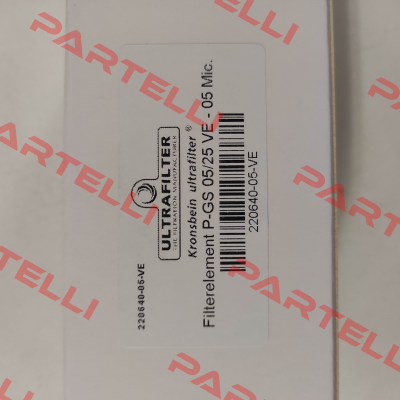 ULTRAFILTER
THE FILTRATION MANUFACTURER
Kronsbein ultrafilter ®
Filterelement P-GS 05/25 VE - 05 Mic.
220640-05-VE
220640-05-VE
PARTELLI
PARTELLI
PARTELLI
PARTELLI
PARTELLI